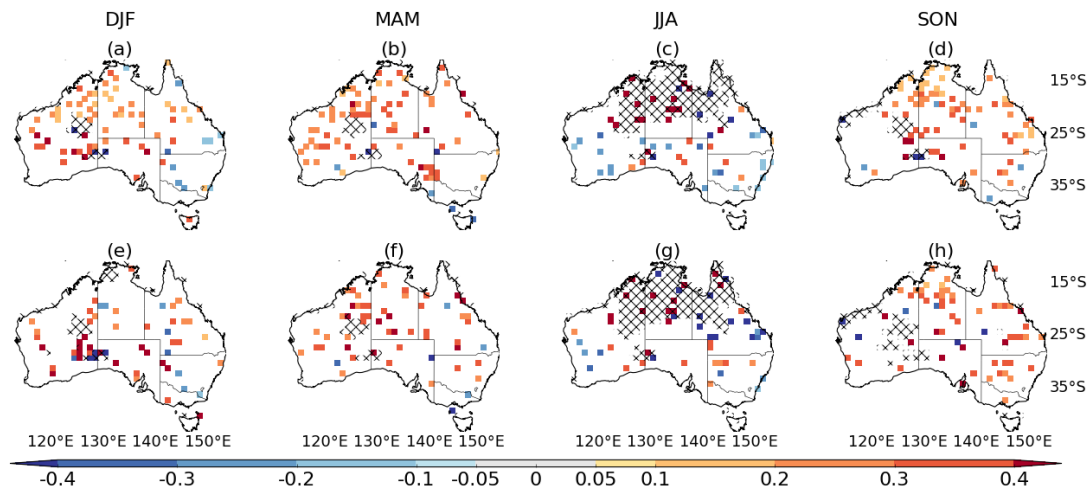 DJF MAM JJA SON
(a) (b) (c) (d)
15°S
25°S
35°S
(e) (f) (g) (h)
15°S
25°S
35°S
120°E 130°E 140°E 150°E 120°E 130°E 140°E 150°E 120°E 130°E 140°E 150°E 120°E 130°E 140°E 150°E
-0.4 -0.3 -0.2 -0.1 -0.05 0 0.05 0.1 0.2 0.3 0.4